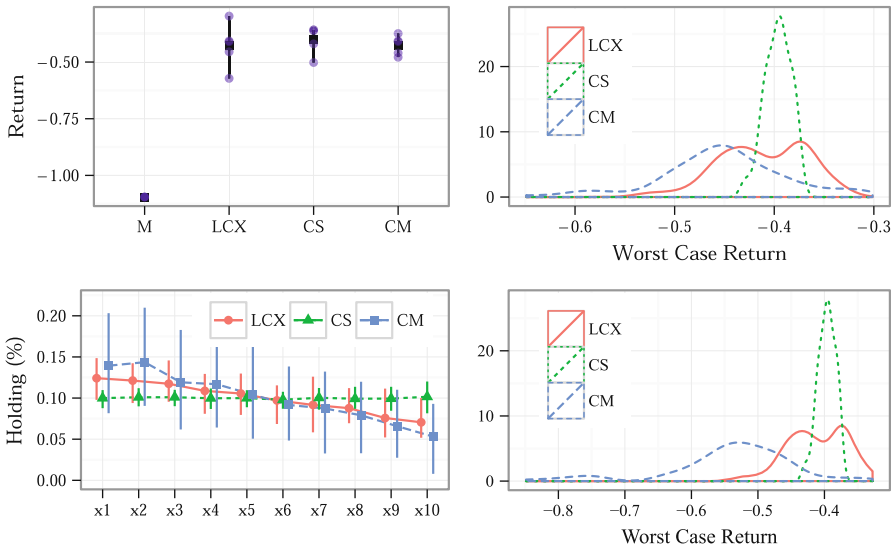 Return
−0.50
−0.75
−1.00
M LCX CS CM
20
10
0
LCX
CS
CM
−0.6 −0.5 −0.4 −0.3
Worst Case Return
Holding (%)
0.20
0.15
0.10
0.05
0.00
LCX CS CM
x1 x2 x3 x4 x5 x6 x7 x8 x9 x10
20
10
0
LCX
CS
CM
−0.8 −0.7 −0.6 −0.5 −0.4
Worst Case Return